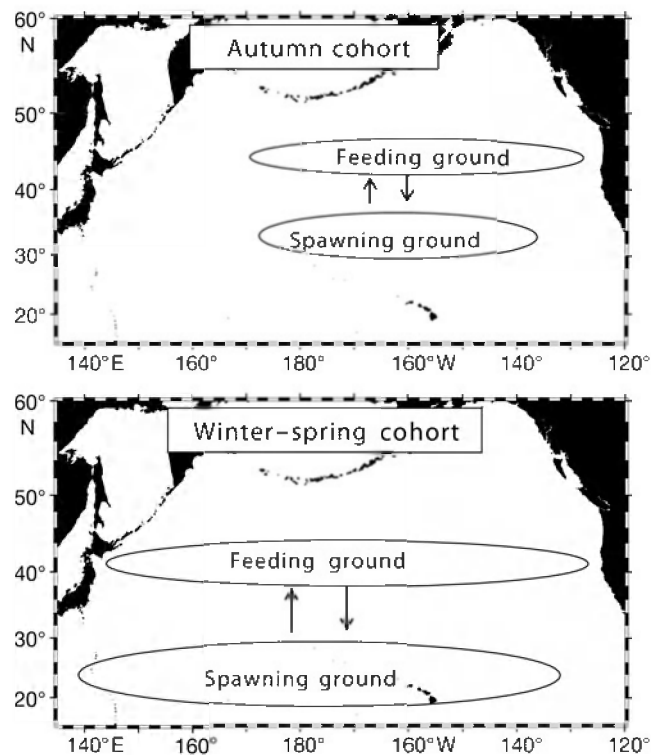 60°
N
Autumn cohort
50°
Feeding ground
40°
Spawning ground
30°
20°
140°E 160° 180° 160°W 140° 120°
60°
N
Winter–spring cohort
50°
Feeding ground
40°
30°
Spawning ground
20°
140°E 160° 180° 160°W 140° 120°